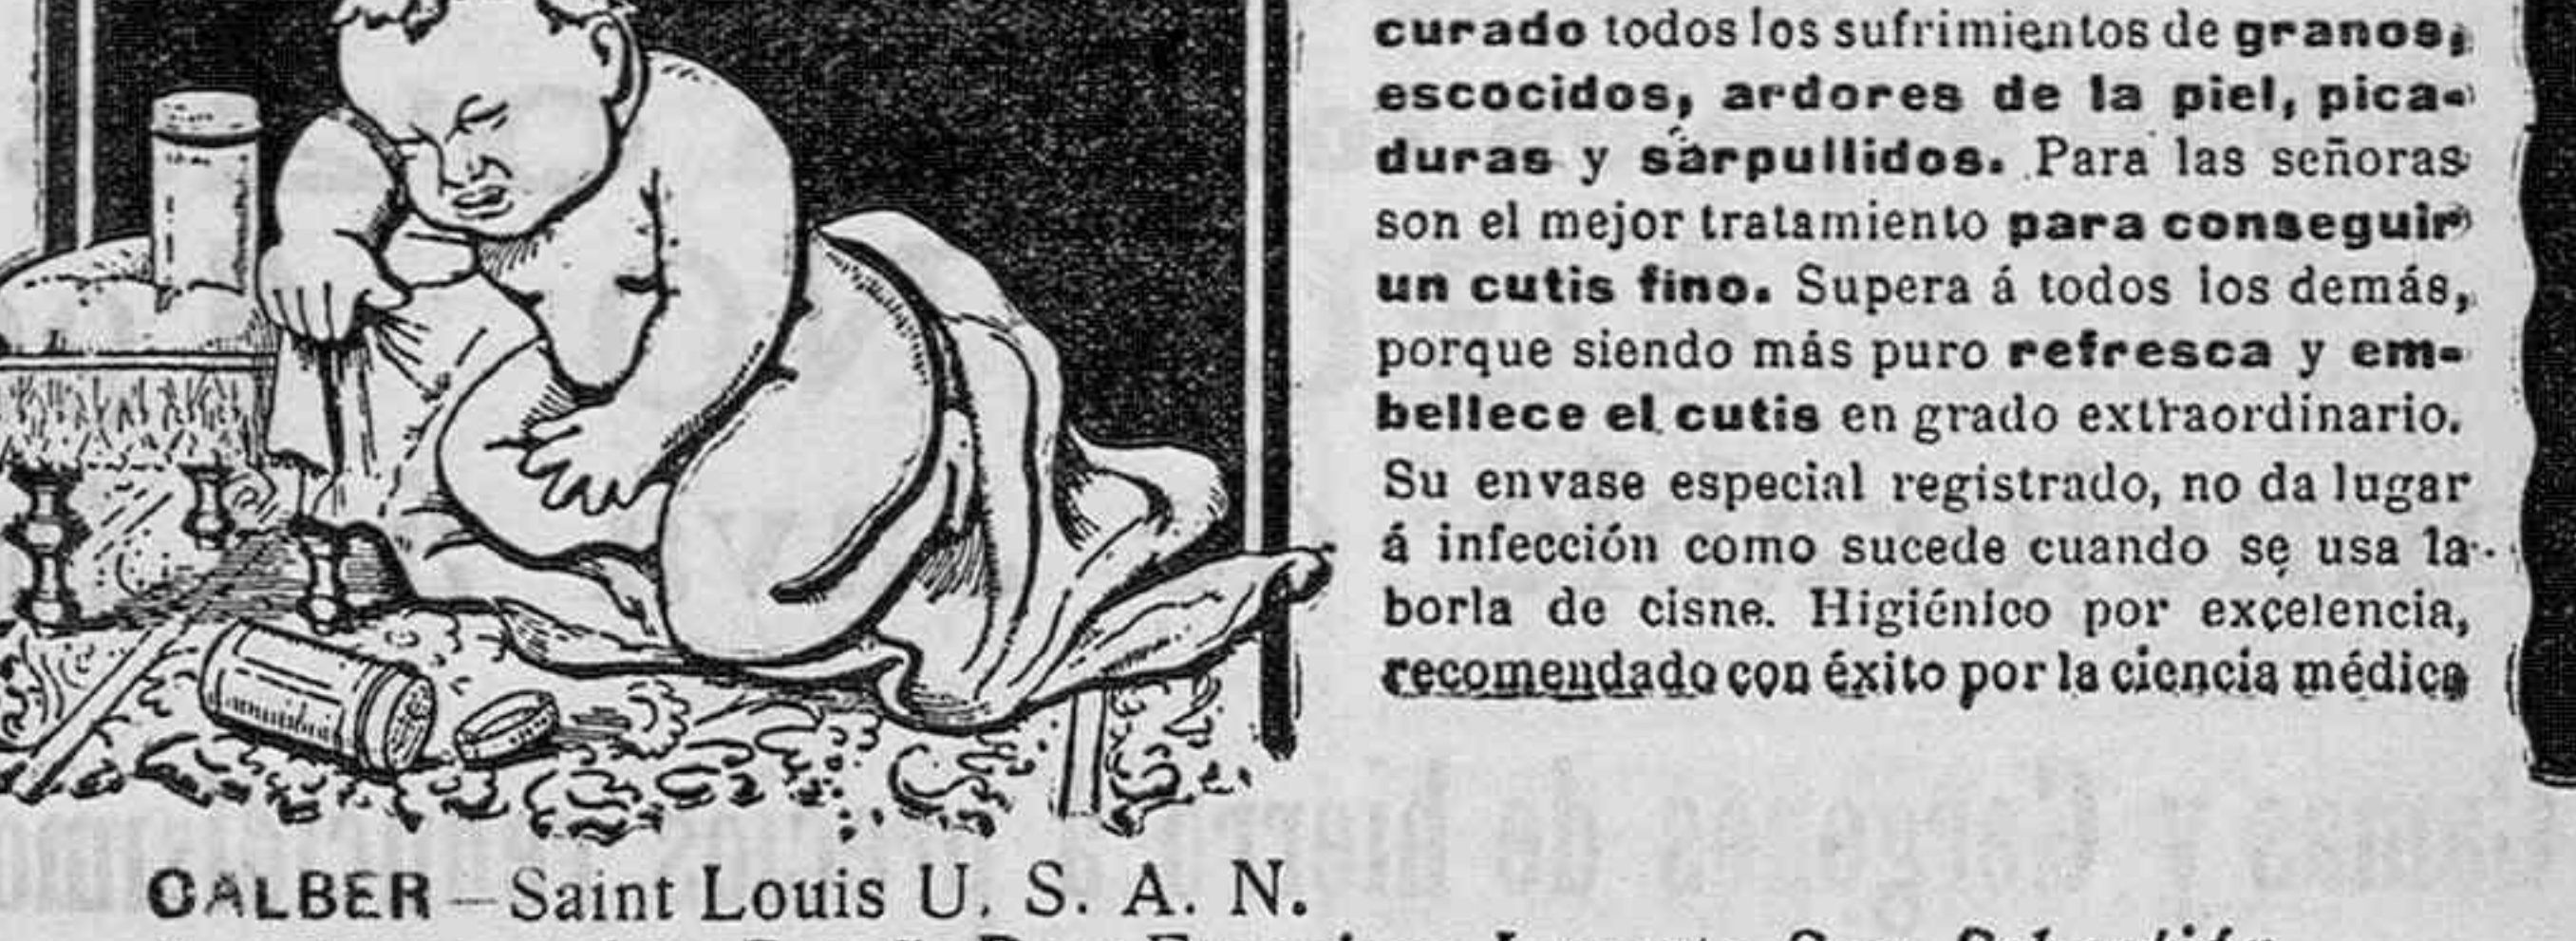 curado todos los sufrimientos de granos,
escocidos, ardores de la piel, pica-
duras y sarpullidos. Para las señoras
son el mejor tratamiento para conseguir
un cutis fino. Supera á todos los demás,
porque siendo más puro refresca y em-
bellece el cutis en grado extraordinario.
Su envase especial registrado, no da lugar
á infección como sucede cuando se usa la
borla de cisne. Higiénico por excelencia,
recomendado con éxito por la ciencia médica
CALBER—Saint Louis U. S. A. N.